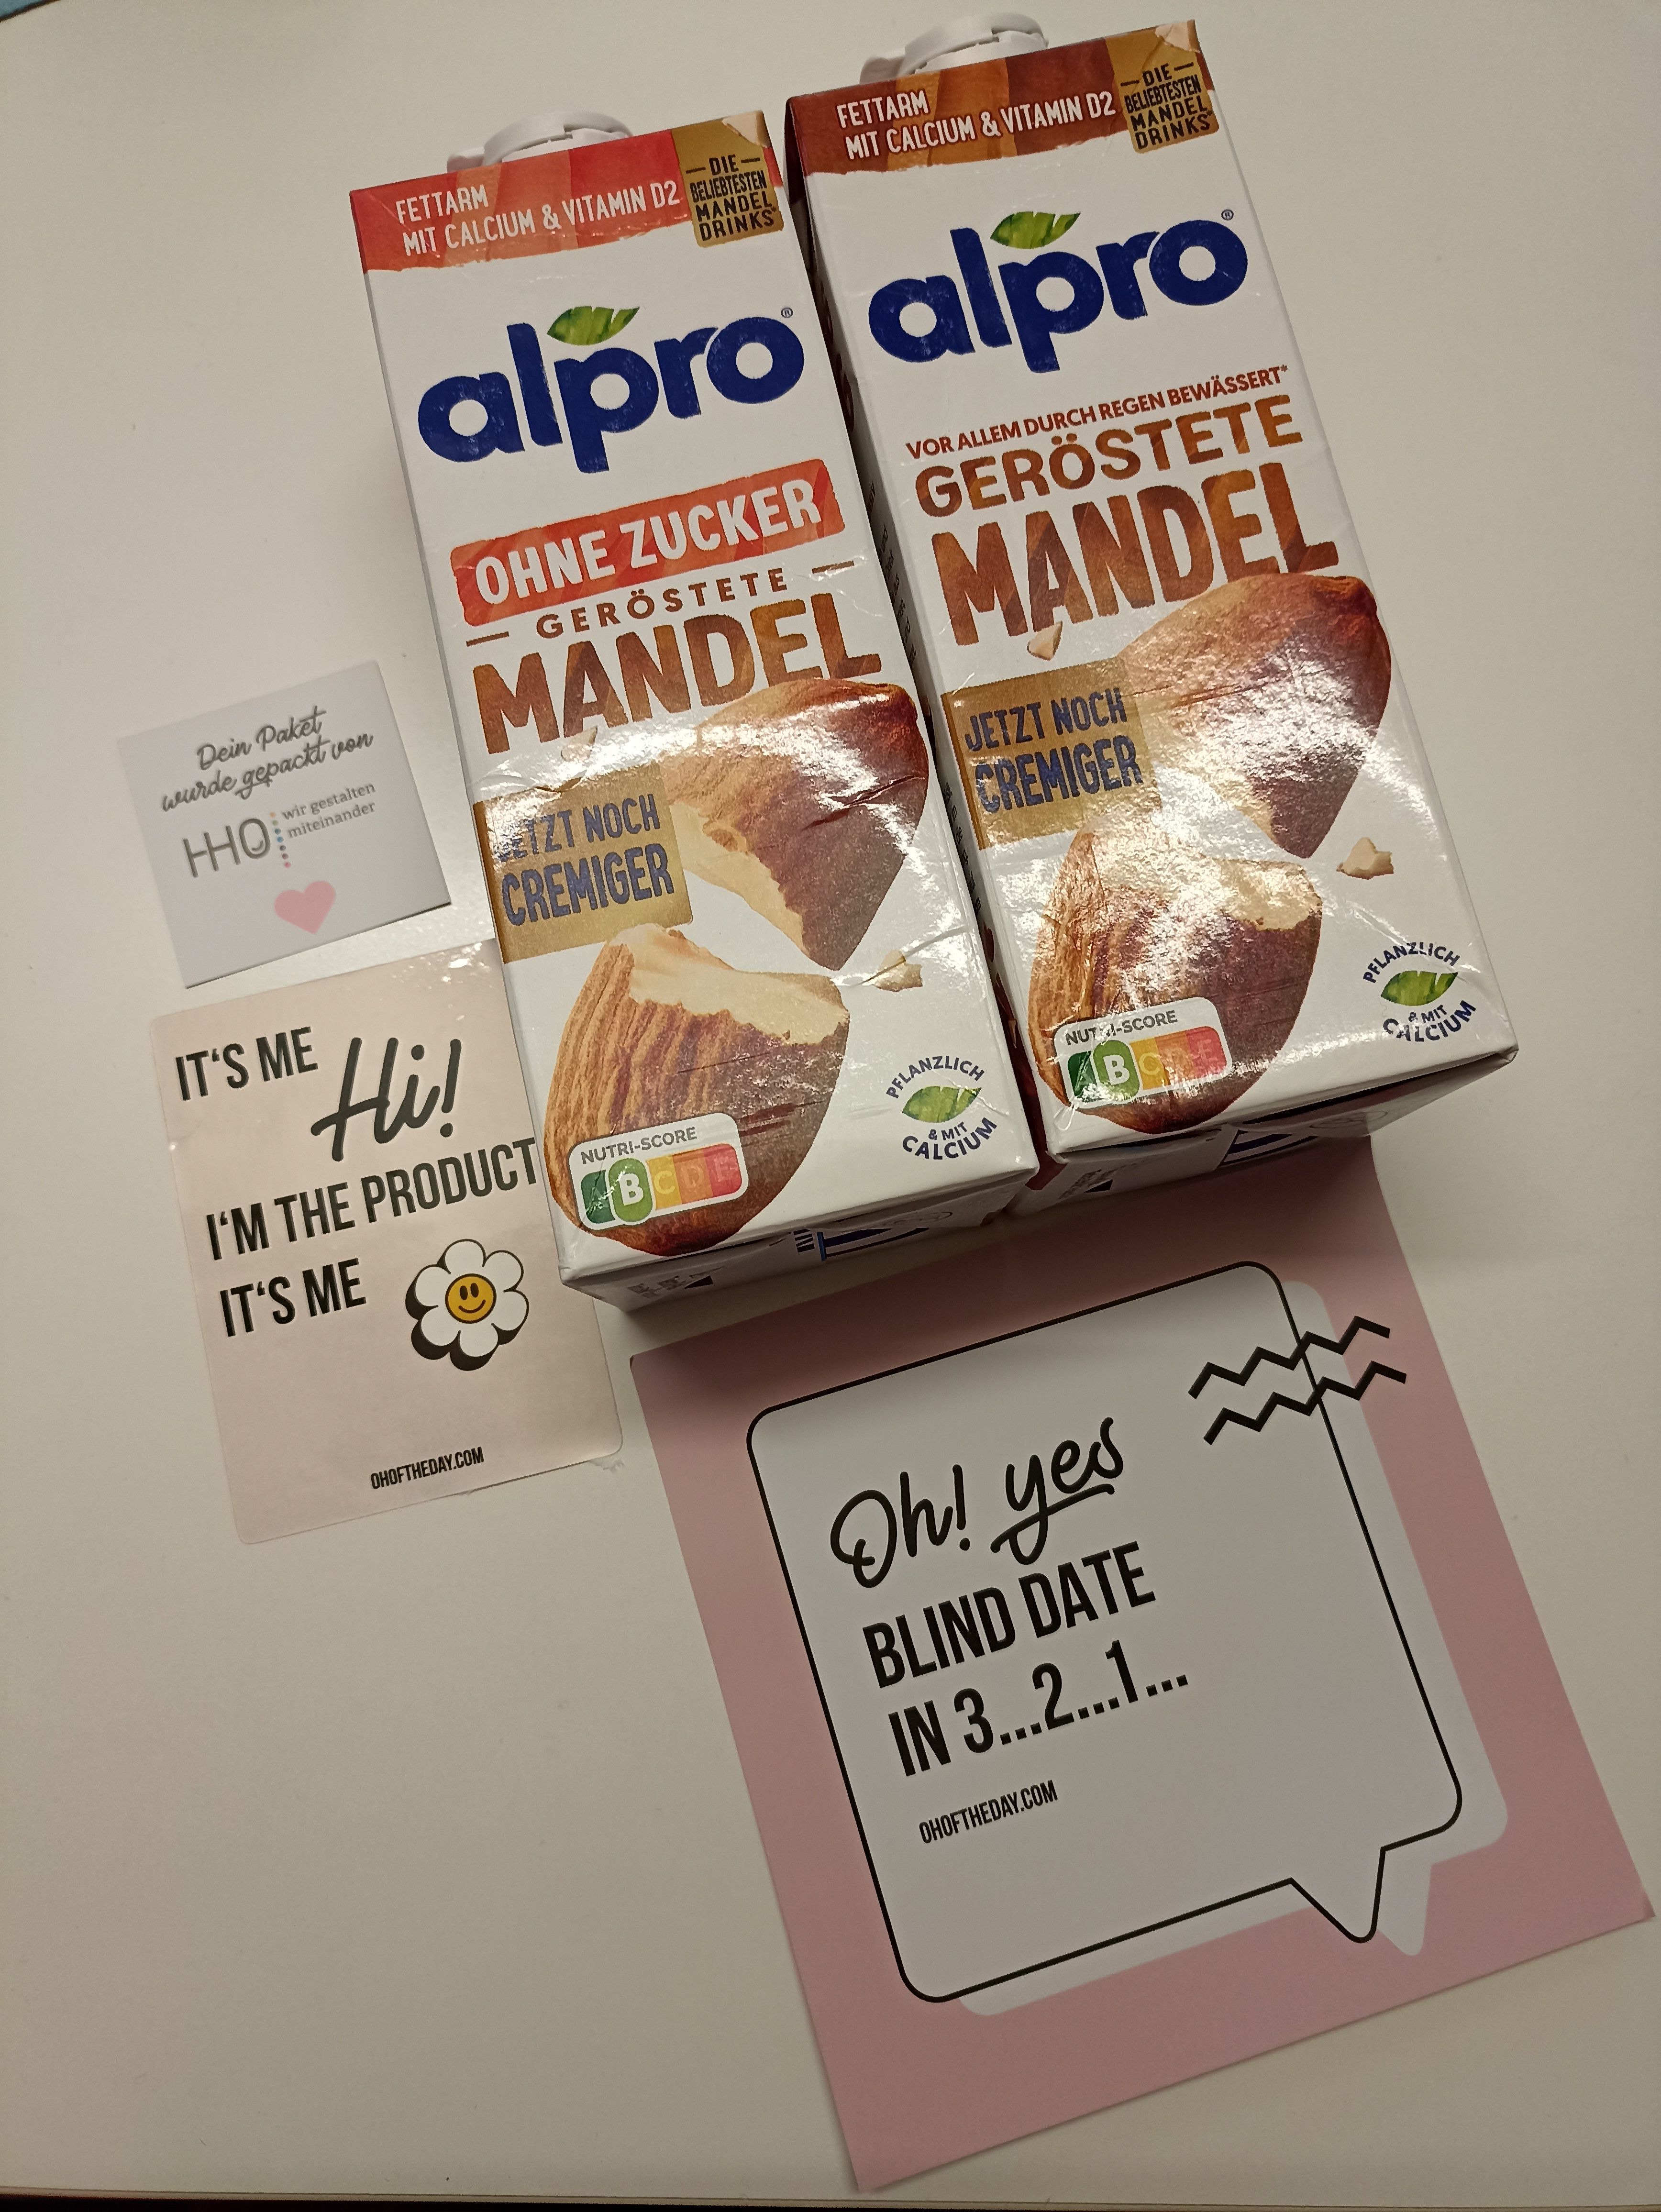 FETTARM
MIT CALCIUM & VITAMIN D2
DIE
BELIEBTESTEN
MANDEL
DRINKS*
alpro®
OHNE ZUCKER
GERÖSTETE
MANDEL
JETZT NOCH
CREMIGER
NUTRI-SCORE
B C D E
PFLANZLICH
& MIT
CALCIUM
FETTARM
MIT CALCIUM & VITAMIN D2
DIE
BELIEBTESTEN
MANDEL
DRINKS*
alpro®
VOR ALLEM DURCH REGEN BEWÄSSERT*
GERÖSTETE
MANDEL
JETZT NOCH
CREMIGER
NUTRI-SCORE
B C D E
PFLANZLICH
& MIT
CALCIUM
Dein Paket
wurde gepackt von
HHO wir gestalten
miteinander
IT'S ME
Hi!
I'M THE PRODUCT
IT'S ME
OHOFTHEDAY.COM
Oh! yes
BLIND DATE
IN 3...2...1...
OHOFTHEDAY.COM